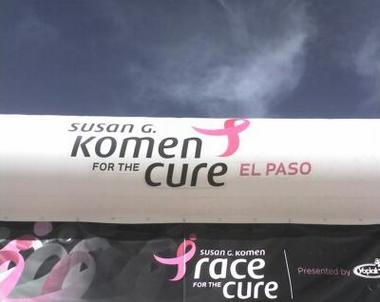 SUSAN G.
Komen
FOR THE
cure EL PASO
SUSAN G. KOMEN
race
FOR THE
cure
Presented by